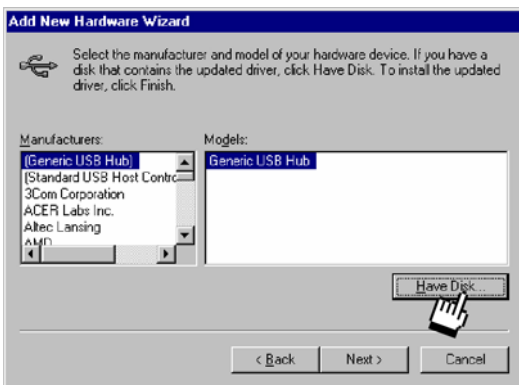 Add New Hardware Wizard
Select the manufacturer and model of your hardware device. If you have a
disk that contains the updated driver, click Have Disk. To install the updated
driver, click Finish.
Manufacturers:
(Generic USB Hub)
(Standard USB Host Contro
3Com Corporation
ACER Labs Inc.
Altec Lansing
AMD
Models:
Generic USB Hub
Have Disk...
< Back
Next >
Cancel